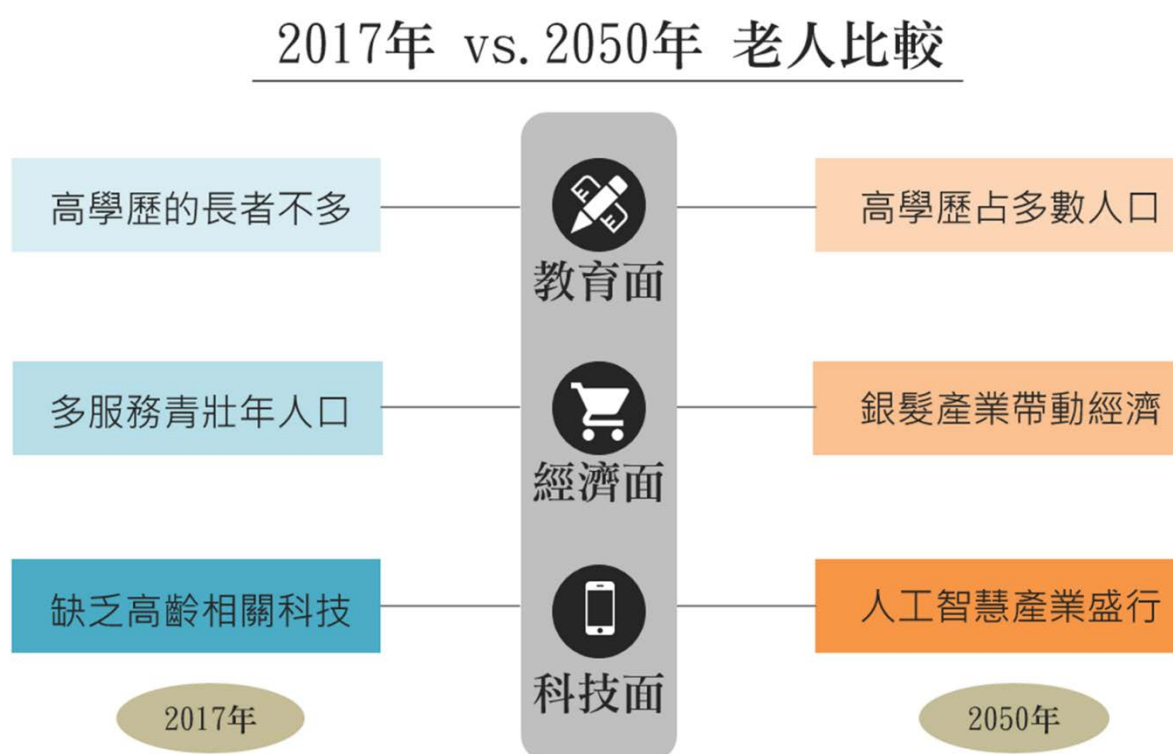 2017年 vs. 2050年 老人比較
高學歷的長者不多
教育面
高學歷占多數人口
多服務青壯年人口
經濟面
銀髮產業帶動經濟
缺乏高齡相關科技
科技面
人工智慧產業盛行
2017年
2050年